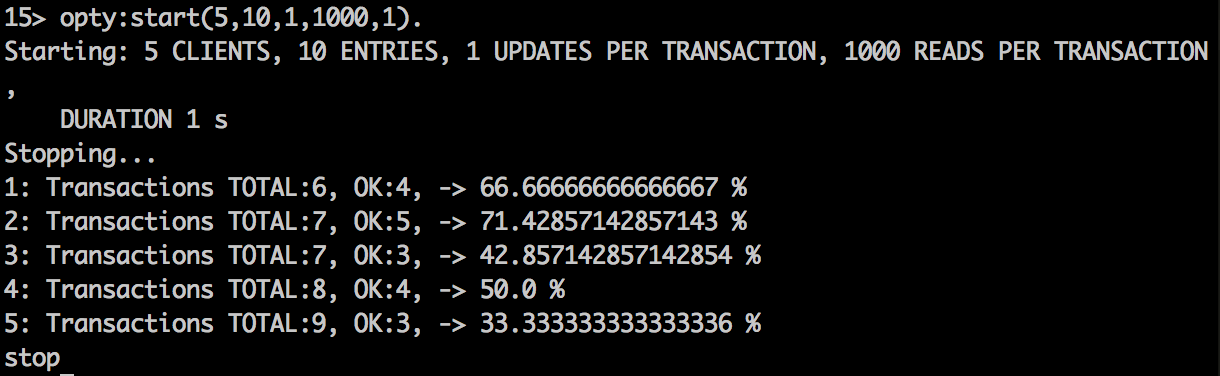 15> opty:start(5,10,1,1000,1).
Starting: 5 CLIENTS, 10 ENTRIES, 1 UPDATES PER TRANSACTION, 1000 READS PER TRANSACTION
,
    DURATION 1 s
Stopping...
1: Transactions TOTAL:6, OK:4, -> 66.66666666666667 %
2: Transactions TOTAL:7, OK:5, -> 71.42857142857143 %
3: Transactions TOTAL:7, OK:3, -> 42.857142857142854 %
4: Transactions TOTAL:8, OK:4, -> 50.0 %
5: Transactions TOTAL:9, OK:3, -> 33.333333333333336 %
stop